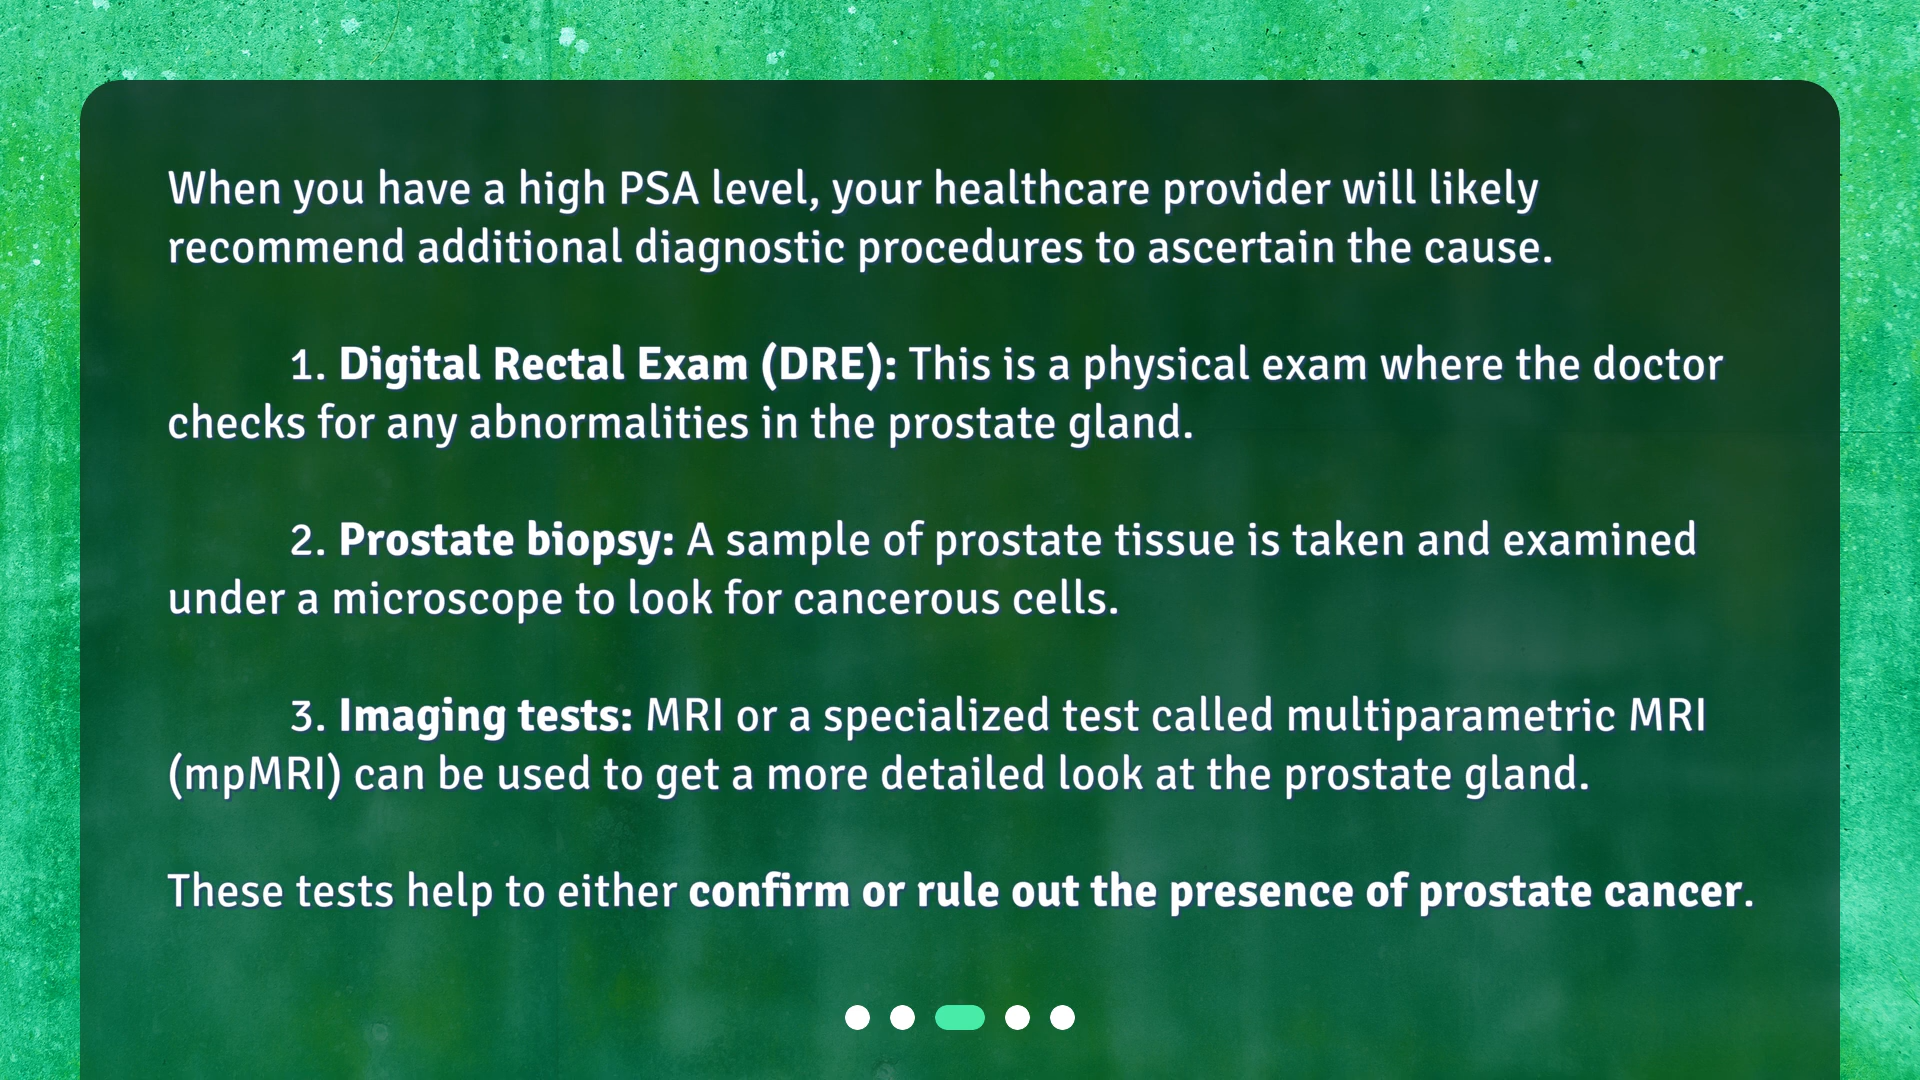 When you have a high PSA level, your healthcare provider will likely
recommend additional diagnostic procedures to ascertain the cause.
1. Digital Rectal Exam (DRE): This is a physical exam where the doctor
checks for any abnormalities in the prostate gland.
2. Prostate biopsy: A sample of prostate tissue is taken and examined
under a microscope to look for cancerous cells.
3. Imaging tests: MRI or a specialized test called multiparametric MRI
(mpMRI) can be used to get a more detailed look at the prostate gland.
These tests help to either confirm or rule out the presence of prostate cancer.